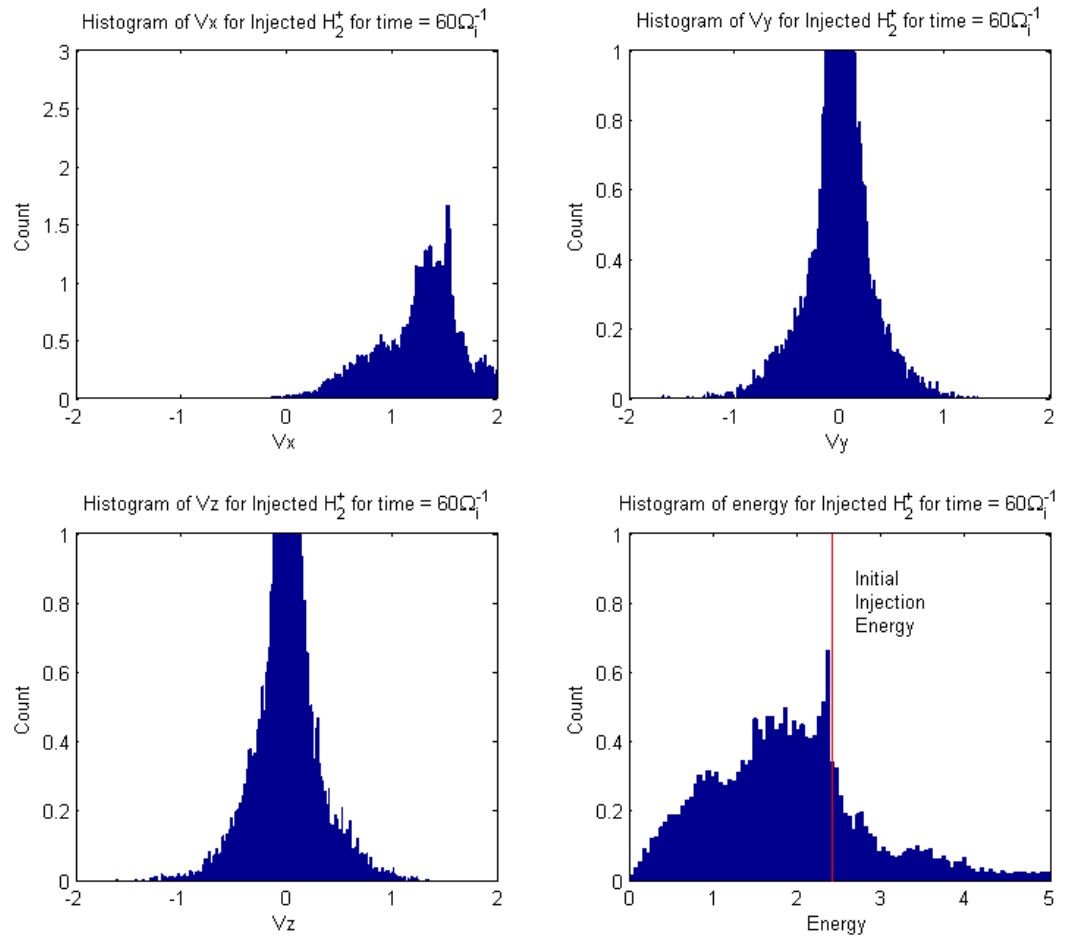 Histogram of Vx for Injected H₂⁺ for time = 60Ωᵢ⁻¹
3
2.5
2
1.5
1
0.5
0
Count
-2 -1 0 1 2
Vx
Histogram of Vy for Injected H₂⁺ for time = 60Ωᵢ⁻¹
1
0.8
0.6
0.4
0.2
0
Count
-2 -1 0 1 2
Vy
Histogram of Vz for Injected H₂⁺ for time = 60Ωᵢ⁻¹
1
0.8
0.6
0.4
0.2
0
Count
-2 -1 0 1 2
Vz
Histogram of energy for Injected H₂⁺ for time = 60Ωᵢ⁻¹
1
0.8
0.6
0.4
0.2
0
Count
Initial
Injection
Energy
0 1 2 3 4 5
Energy